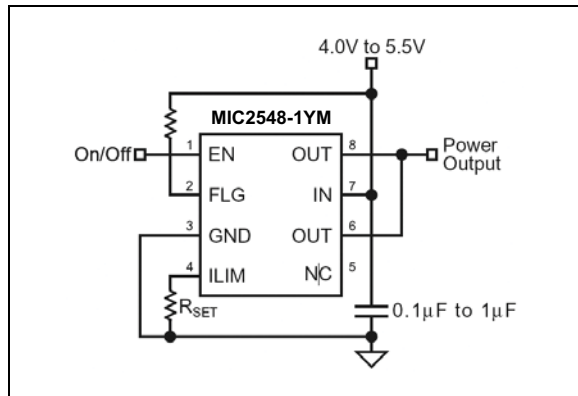 4.0V to 5.5V
MIC2548-1YM
On/Off
1
EN
OUT
8
Power
Output
2
FLG
IN
7
3
GND
OUT
6
4
ILIM
NC
5
RSET
0.1µF to 1µF